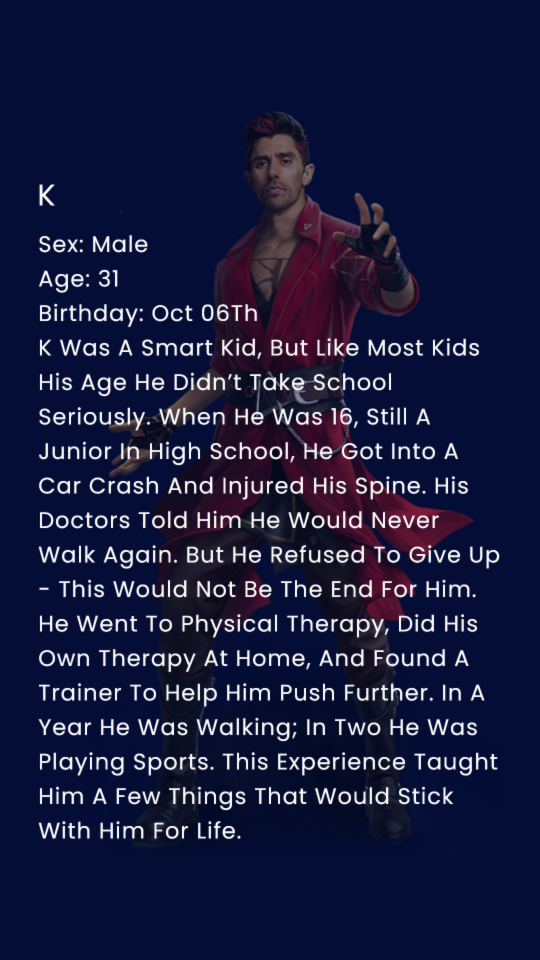 K
Sex: Male
Age: 31
Birthday: Oct 06Th
K Was A Smart Kid, But Like Most Kids
His Age He Didn’t Take School
Seriously. When He Was 16, Still A
Junior In High School, He Got Into A
Car Crash And Injured His Spine. His
Doctors Told Him He Would Never
Walk Again. But He Refused To Give Up
- This Would Not Be The End For Him.
He Went To Physical Therapy, Did His
Own Therapy At Home, And Found A
Trainer To Help Him Push Further. In A
Year He Was Walking; In Two He Was
Playing Sports. This Experience Taught
Him A Few Things That Would Stick
With Him For Life.